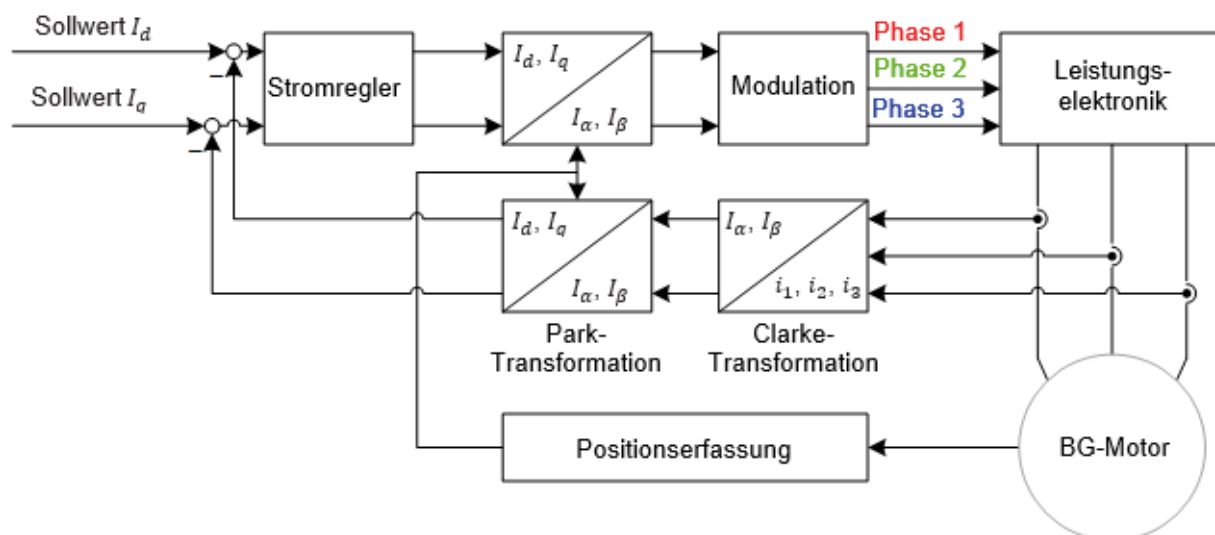 Sollwert I_d
Sollwert I_q
–
–
Stromregler
I_d, I_q
I_α, I_β
Modulation
Phase 1
Phase 2
Phase 3
Leistungs-
elektronik
I_d, I_q
I_α, I_β
Park-
Transformation
I_α, I_β
i_1, i_2, i_3
Clarke-
Transformation
Positionserfassung
BG-Motor